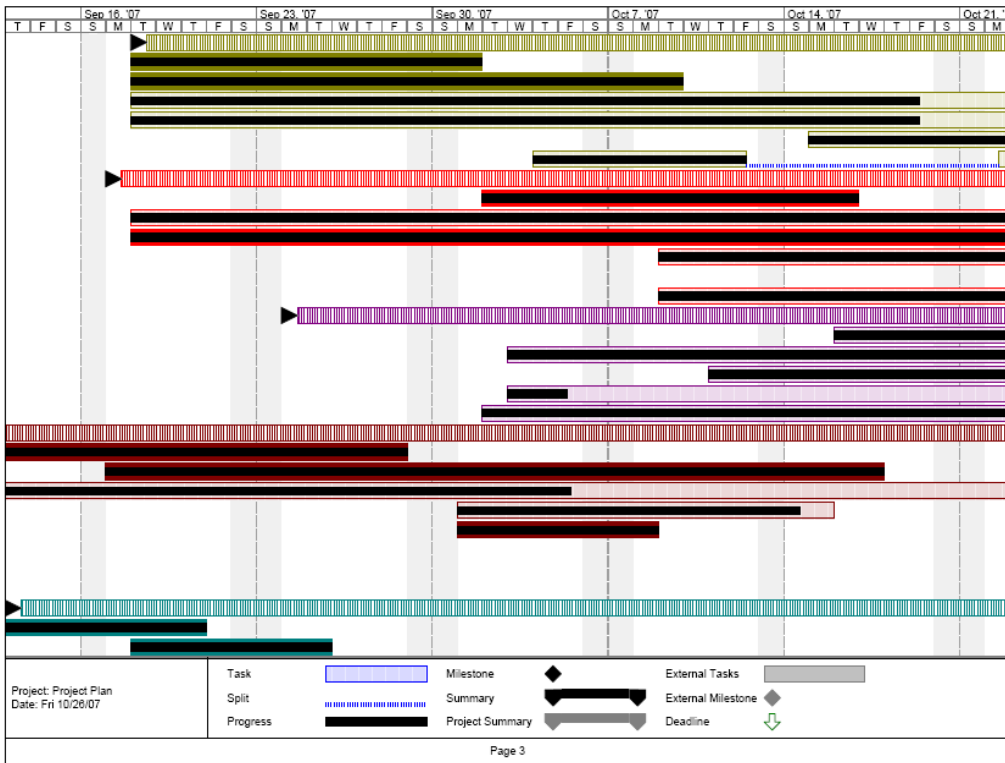 Sep 16, '07 Sep 23, '07 Sep 30, '07 Oct 7, '07 Oct 14, '07 Oct 21, '
T F S S M T W T F S S M T W T F S S M T W T F S S M T W T F S S M T W T F S S M
Project: Project Plan
Date: Fri 10/26/07
Task
Split
Progress
Milestone
Summary
Project Summary
External Tasks
External Milestone
Deadline
Page 3